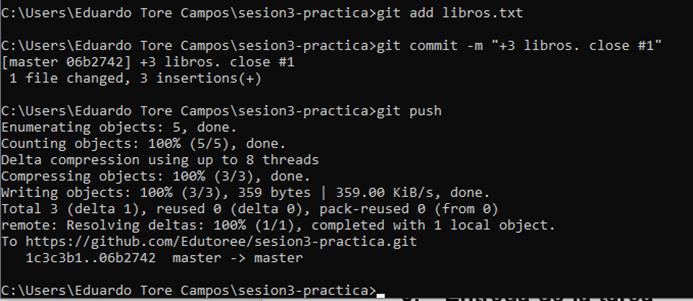 C:\Users\Eduardo Tore Campos\sesion3-practica>git add libros.txt
C:\Users\Eduardo Tore Campos\sesion3-practica>git commit -m "+3 libros. close #1"
[master 06b2742] +3 libros. close #1
 1 file changed, 3 insertions(+)
C:\Users\Eduardo Tore Campos\sesion3-practica>git push
Enumerating objects: 5, done.
Counting objects: 100% (5/5), done.
Delta compression using up to 8 threads
Compressing objects: 100% (3/3), done.
Writing objects: 100% (3/3), 359 bytes | 359.00 KiB/s, done.
Total 3 (delta 1), reused 0 (delta 0), pack-reused 0 (from 0)
remote: Resolving deltas: 100% (1/1), completed with 1 local object.
To https://github.com/Edutoree/sesion3-practica.git
   1c3c3b1..06b2742  master -> master
C:\Users\Eduardo Tore Campos\sesion3-practica>